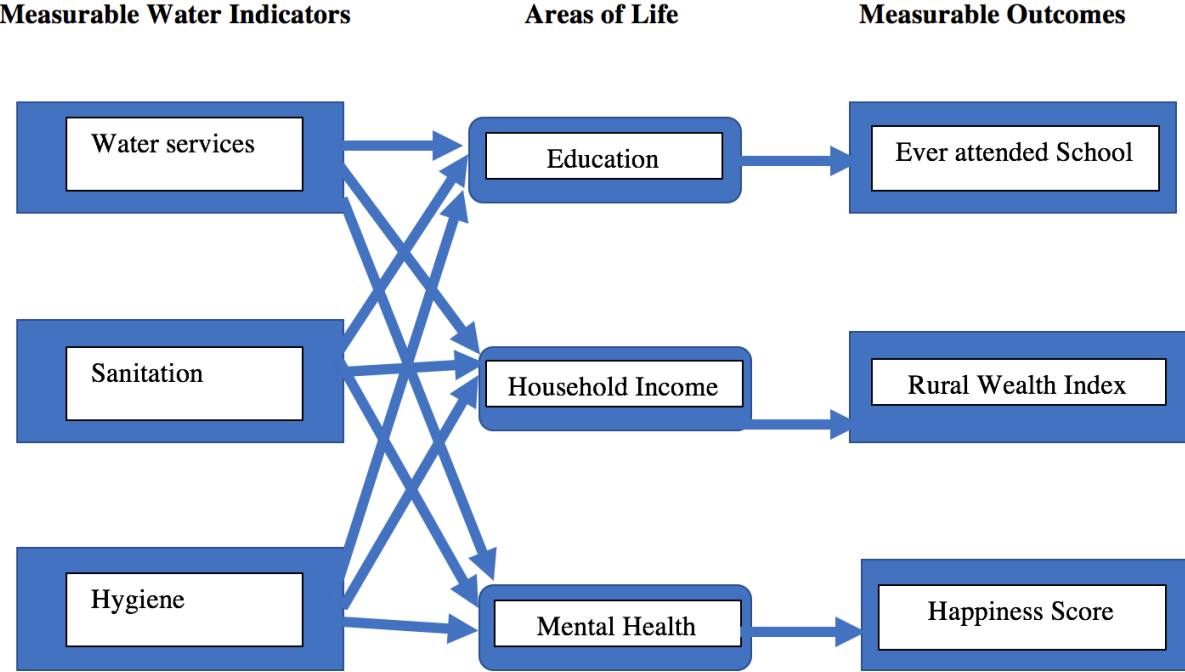 Measurable Water Indicators
Areas of Life
Measurable Outcomes
Water services
Education
Ever attended School
Sanitation
Household Income
Rural Wealth Index
Hygiene
Mental Health
Happiness Score